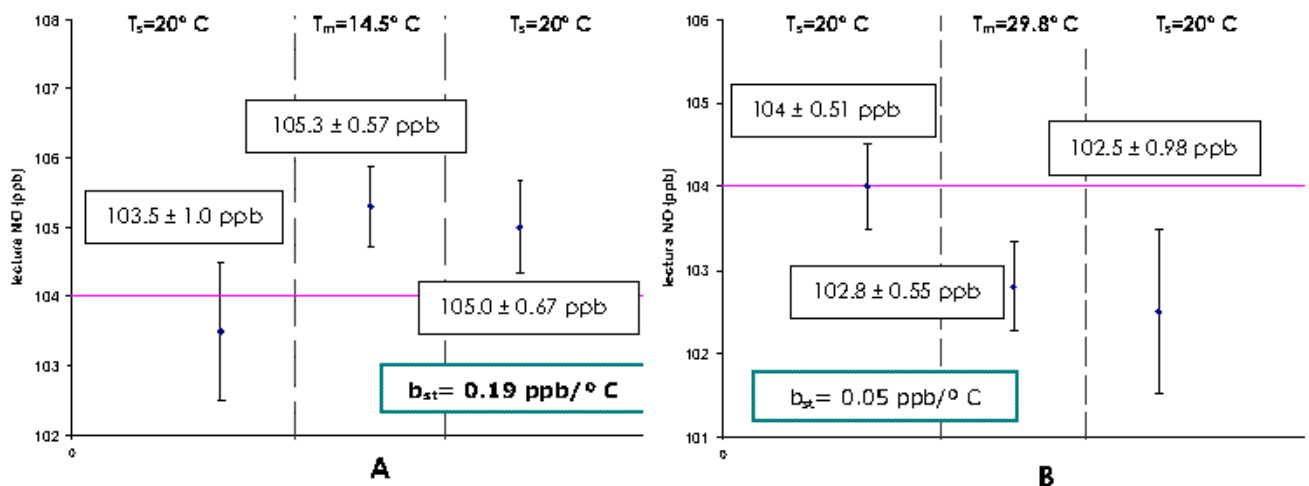 Tₛ=20° C Tₘ=14.5° C Tₛ=20° C
108
107
106
105
104
103
102
0
lectura NO (ppb)
105.3 ± 0.57 ppb
103.5 ± 1.0 ppb
105.0 ± 0.67 ppb
bₛₜ= 0.19 ppb/º C
A
Tₛ=20° C Tₘ=29.8° C Tₛ=20° C
106
105
104
103
102
101
0
lectura NO (ppb)
104 ± 0.51 ppb
102.5 ± 0.98 ppb
102.8 ± 0.55 ppb
bₛₜ= 0.05 ppb/º C
B